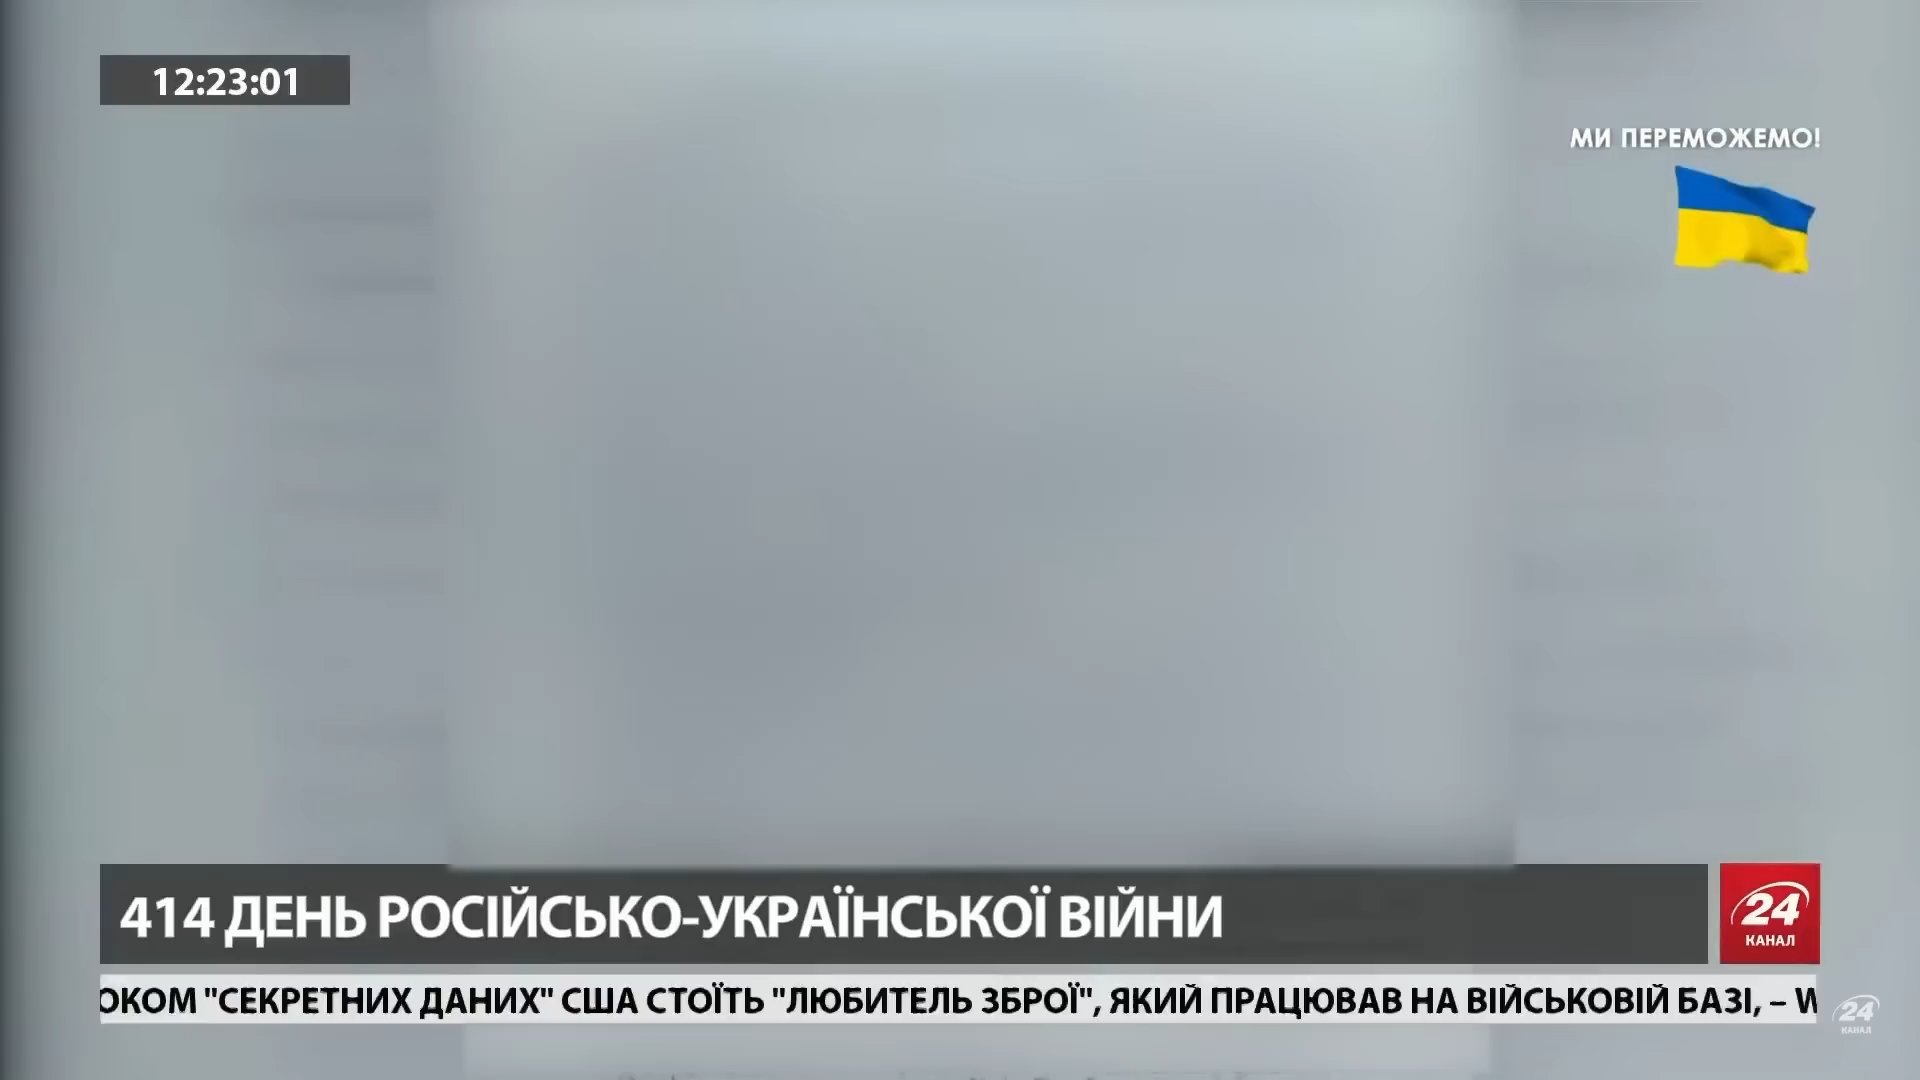 12:23:01
МИ ПЕРЕМОЖЕМО!
414 ДЕНЬ РОСІЙСЬКО-УКРАЇНСЬКОЇ ВІЙНИ
24
КАНАЛ
ОКОМ "СЕКРЕТНИХ ДАНИХ" США СТОЇТЬ "ЛЮБИТЕЛЬ ЗБРОЇ", ЯКИЙ ПРАЦЮВАВ НА ВІЙСЬКОВІЙ БАЗІ, – W
24
КАНАЛ